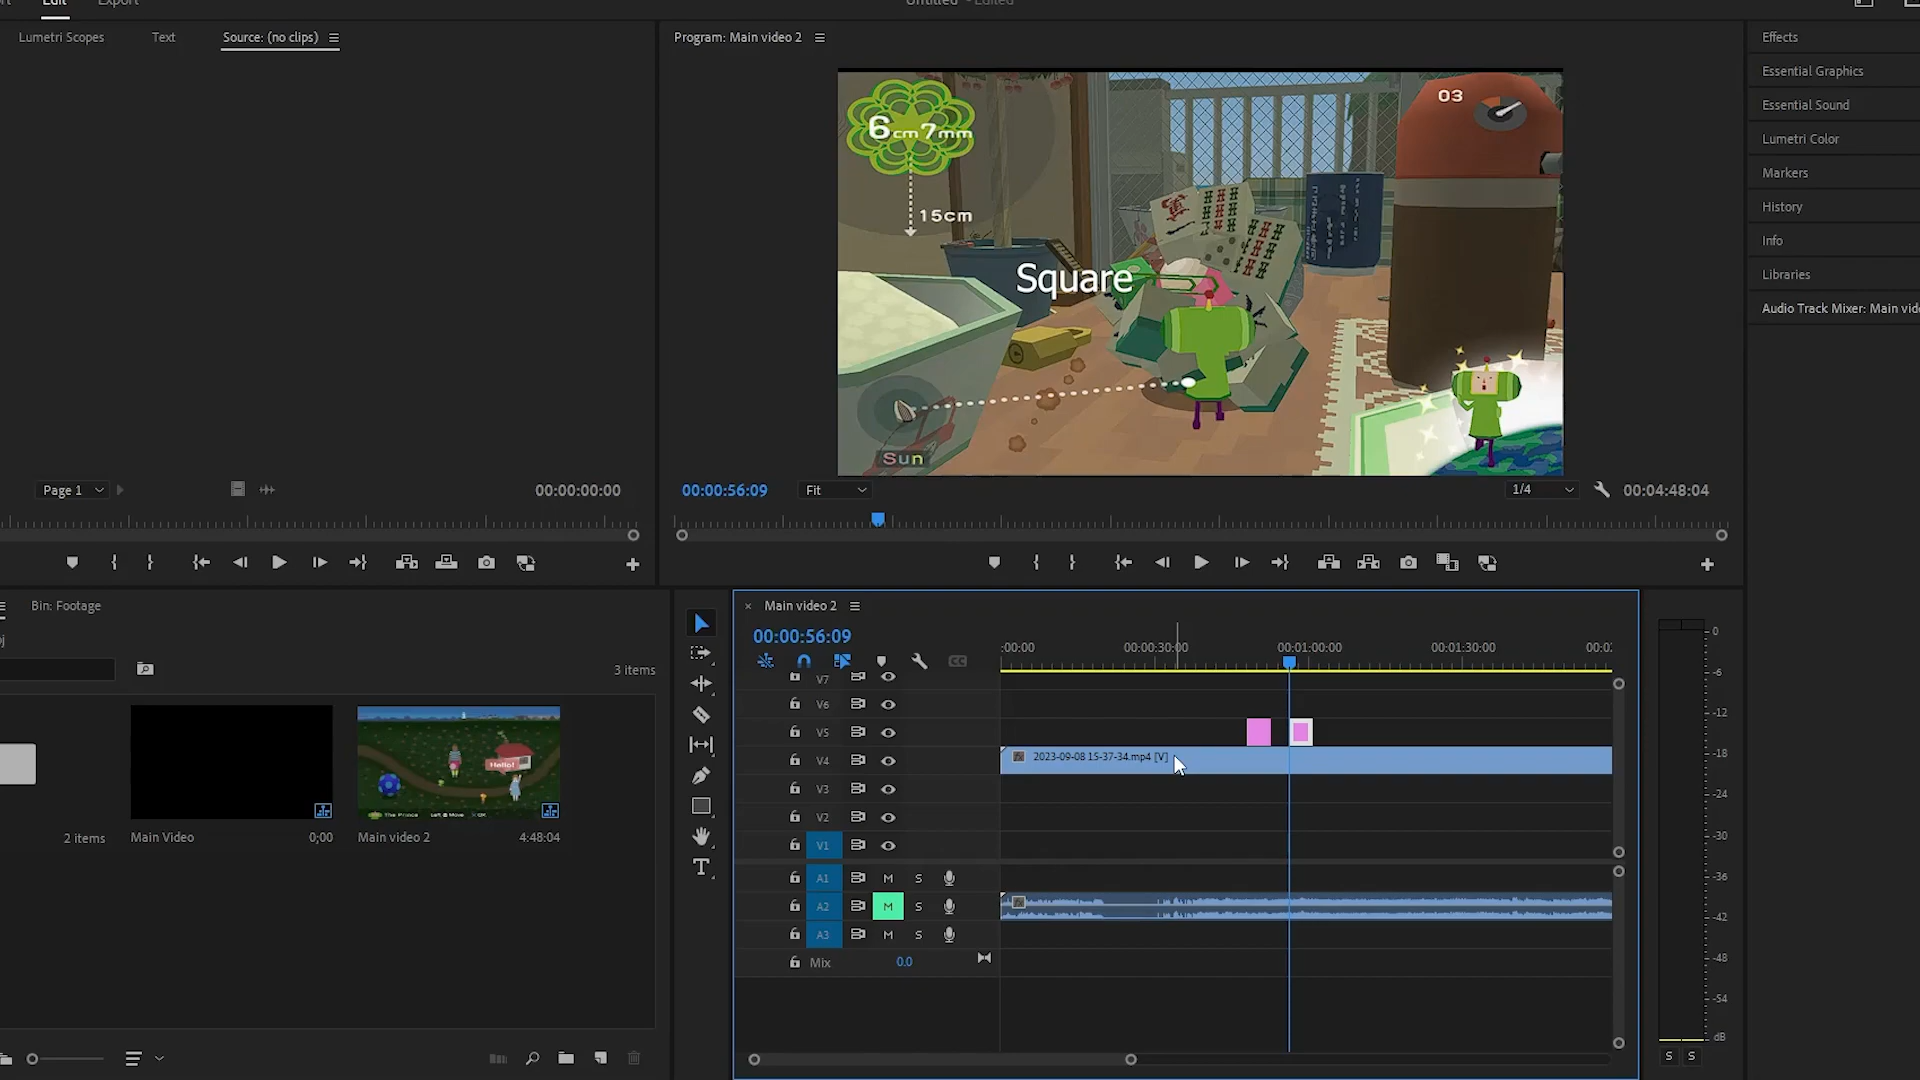 Edit
Export
Untitled - Edited
Lumetri Scopes
Text
Source: (no clips)
Program: Main video 2
Effects
Essential Graphics
Essential Sound
Lumetri Color
Markers
History
Info
Libraries
Audio Track Mixer: Main vid
6cm7mm
15cm
03
Square
Sun
Page 1
00:00:00:00
00:00:56:09
Fit
1/4
00:04:48:04
Bin: Footage
3 items
Hello!
The Prince
2 items
Main Video
0;00
Main video 2
4:48:04
Main video 2
00:00:56:09
:00:00
00:00:30:00
00:01:00:00
00:01:30:00
00:0
V7
V6
V5
V4
2023-09-08 15-37-34.mp4 [V]
V3
V2
V1
A1 M S
A2 M S
A3 M S
Mix 0.0
0
-6
-12
-18
-24
-30
-36
-42
-48
-54
dB
S S